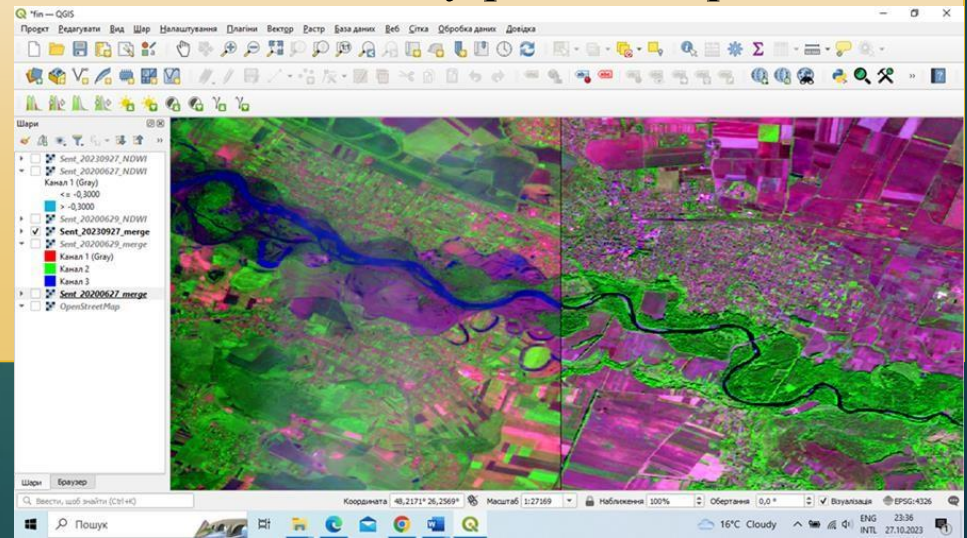 *fin — QGIS
Проєкт Редагувати Вид Шар Налаштування Плагіни Вектор Растр База даних Веб Сітка Обробка даних Довідка
Шари
Sent_20230927_NDWI
Sent_20200627_NDWI
Канал 1 (Gray)
<= -0,3000
> -0,3000
Sent_20200629_NDWI
Sent_20230927_merge
Sent_20200629_merge
Канал 1 (Gray)
Канал 2
Канал 3
Sent_20200627_merge
OpenStreetMap
Шари Браузер
Введіть, щоб знайти (Ctrl+K)
Координата 48,2171° 26,2569° Масштаб 1:27169 Наближення 100% Обертання 0,0 ° Візуалізація EPSG:4326
Пошук
16°C Cloudy
ENG 23:36
INTL 27.10.2023